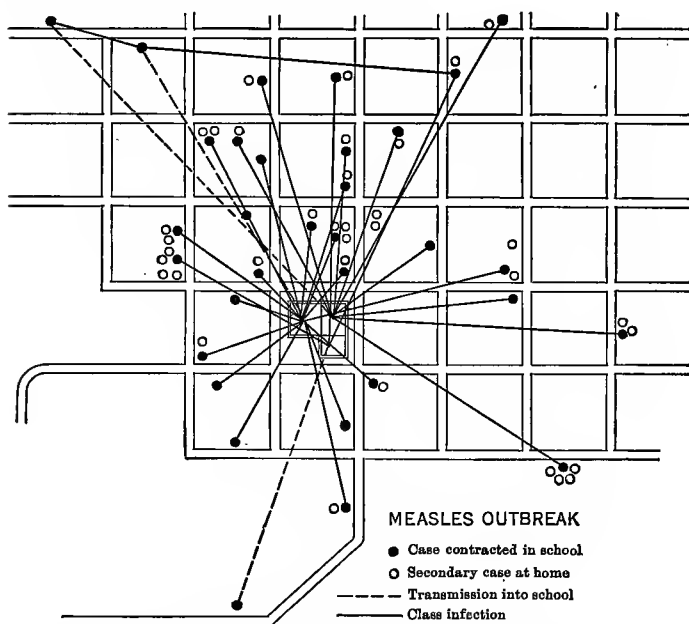 MEASLES OUTBREAK
Case contracted in school
Secondary case at home
Transmission into school
Class infection